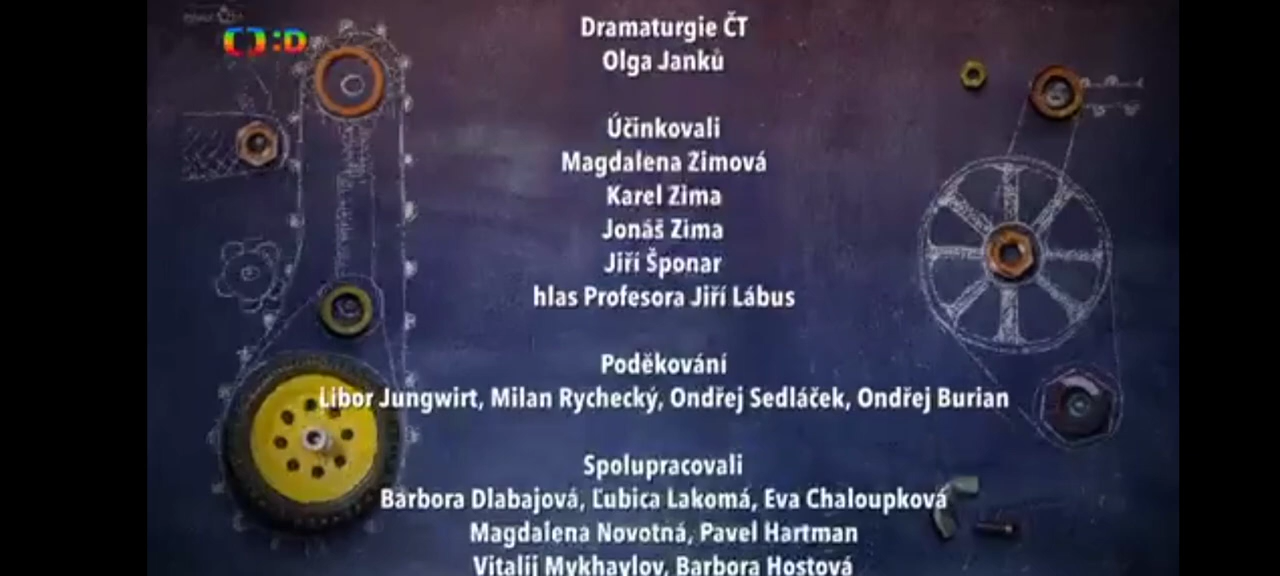 :D
Dramaturgie ČT
Olga Janků
Účinkovali
Magdalena Zimová
Karel Zima
Jonáš Zima
Jiří Šponar
hlas Profesora Jiří Lábus
Poděkování
Libor Jungwirt, Milan Rychecký, Ondřej Sedláček, Ondřej Burian
Spolupracovali
Barbora Dlabajová, Ľubica Lakomá, Eva Chaloupková
Magdalena Novotná, Pavel Hartman
Vitalij Mykhaylov, Barbora Hostová